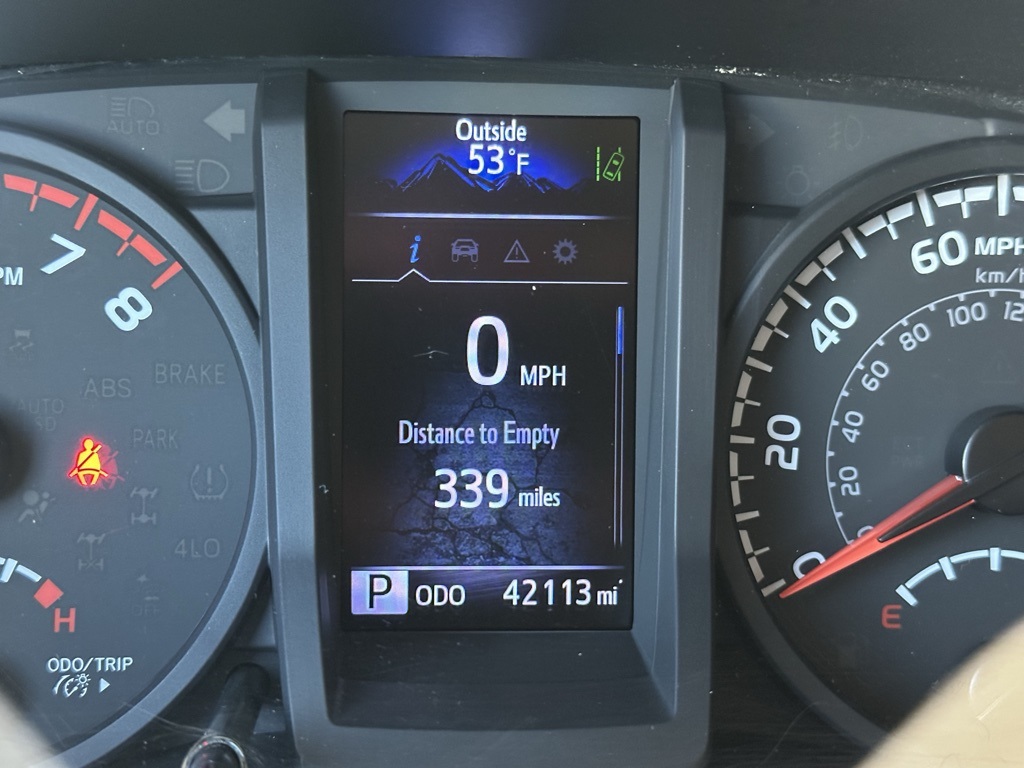 AUTO
7
PM
8
ABS
BRAKE
AUTO
PARK
4LO
H
ODO/TRIP
Outside
53°F
i
0 MPH
Distance to Empty
339 miles
P ODO 42113 mi
60 MPH
km/h
40
20
0
100
80
60
40
20
E